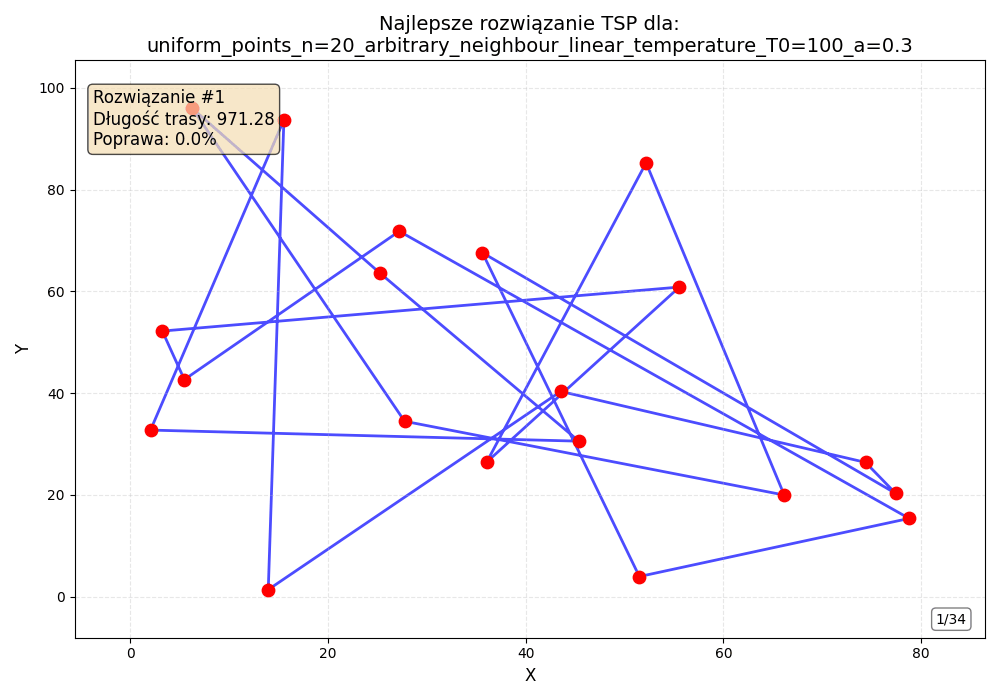 Najlepsze rozwiązanie TSP dla:
uniform_points_n=20_arbitrary_neighbour_linear_temperature_T0=100_a=0.3
Rozwiązanie #1
Długość trasy: 971.28
Poprawa: 0.0%
100
80
60
40
20
0
Y
0
20
40
60
80
X
1/34